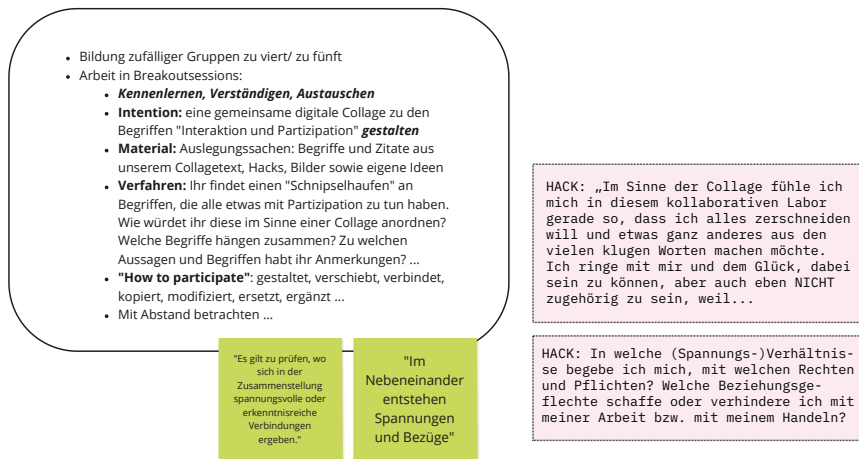 • Bildung zufälliger Gruppen zu viert/ zu fünft
• Arbeit in Breakoutsessions:
• Kennenlernen, Verständigen, Austauschen
• Intention: eine gemeinsame digitale Collage zu den
Begriffen "Interaktion und Partizipation" gestalten
• Material: Auslegungssachen: Begriffe und Zitate aus
unserem Collagetext, Hacks, Bilder sowie eigene Ideen
• Verfahren: Ihr findet einen "Schnipselhaufen" an
Begriffen, die alle etwas mit Partizipation zu tun haben.
Wie würdet ihr diese im Sinne einer Collage anordnen?
Welche Begriffe hängen zusammen? Zu welchen
Aussagen und Begriffen habt ihr Anmerkungen? ...
• "How to participate": gestaltet, verschiebt, verbindet,
kopiert, modifiziert, ersetzt, ergänzt ...
• Mit Abstand betrachten ...
"Es gilt zu prüfen, wo
sich in der
Zusammenstellung
spannungsvolle oder
erkenntnisreiche
Verbindungen
ergeben."
"Im
Nebeneinander
entstehen
Spannungen
und Bezüge"
HACK: „Im Sinne der Collage fühle ich
mich in diesem kollaborativen Labor
gerade so, dass ich alles zerschneiden
will und etwas ganz anderes aus den
vielen klugen Worten machen möchte.
Ich ringe mit mir und dem Glück, dabei
sein zu können, aber auch eben NICHT
zugehörig zu sein, weil...
HACK: In welche (Spannungs-)Verhältnis-
se begebe ich mich, mit welchen Rechten
und Pflichten? Welche Beziehungsge-
flechte schaffe oder verhindere ich mit
meiner Arbeit bzw. mit meinem Handeln?